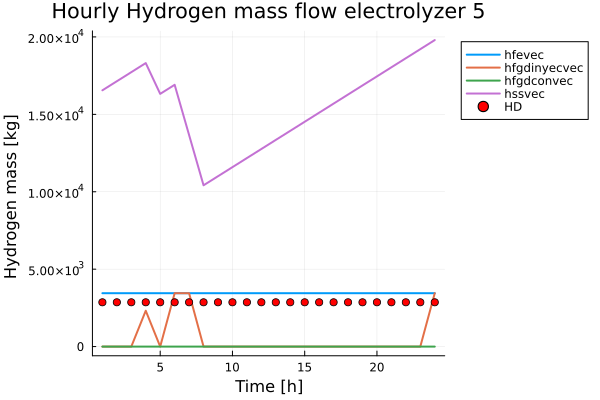 Hourly Hydrogen mass flow electrolyzer 5
Hydrogen mass [kg]
2.00×10⁴
1.50×10⁴
1.00×10⁴
5.00×10³
0
5 10 15 20
Time [h]
hfevec
hfgdinyecvec
hfgdconvec
hssvec
HD